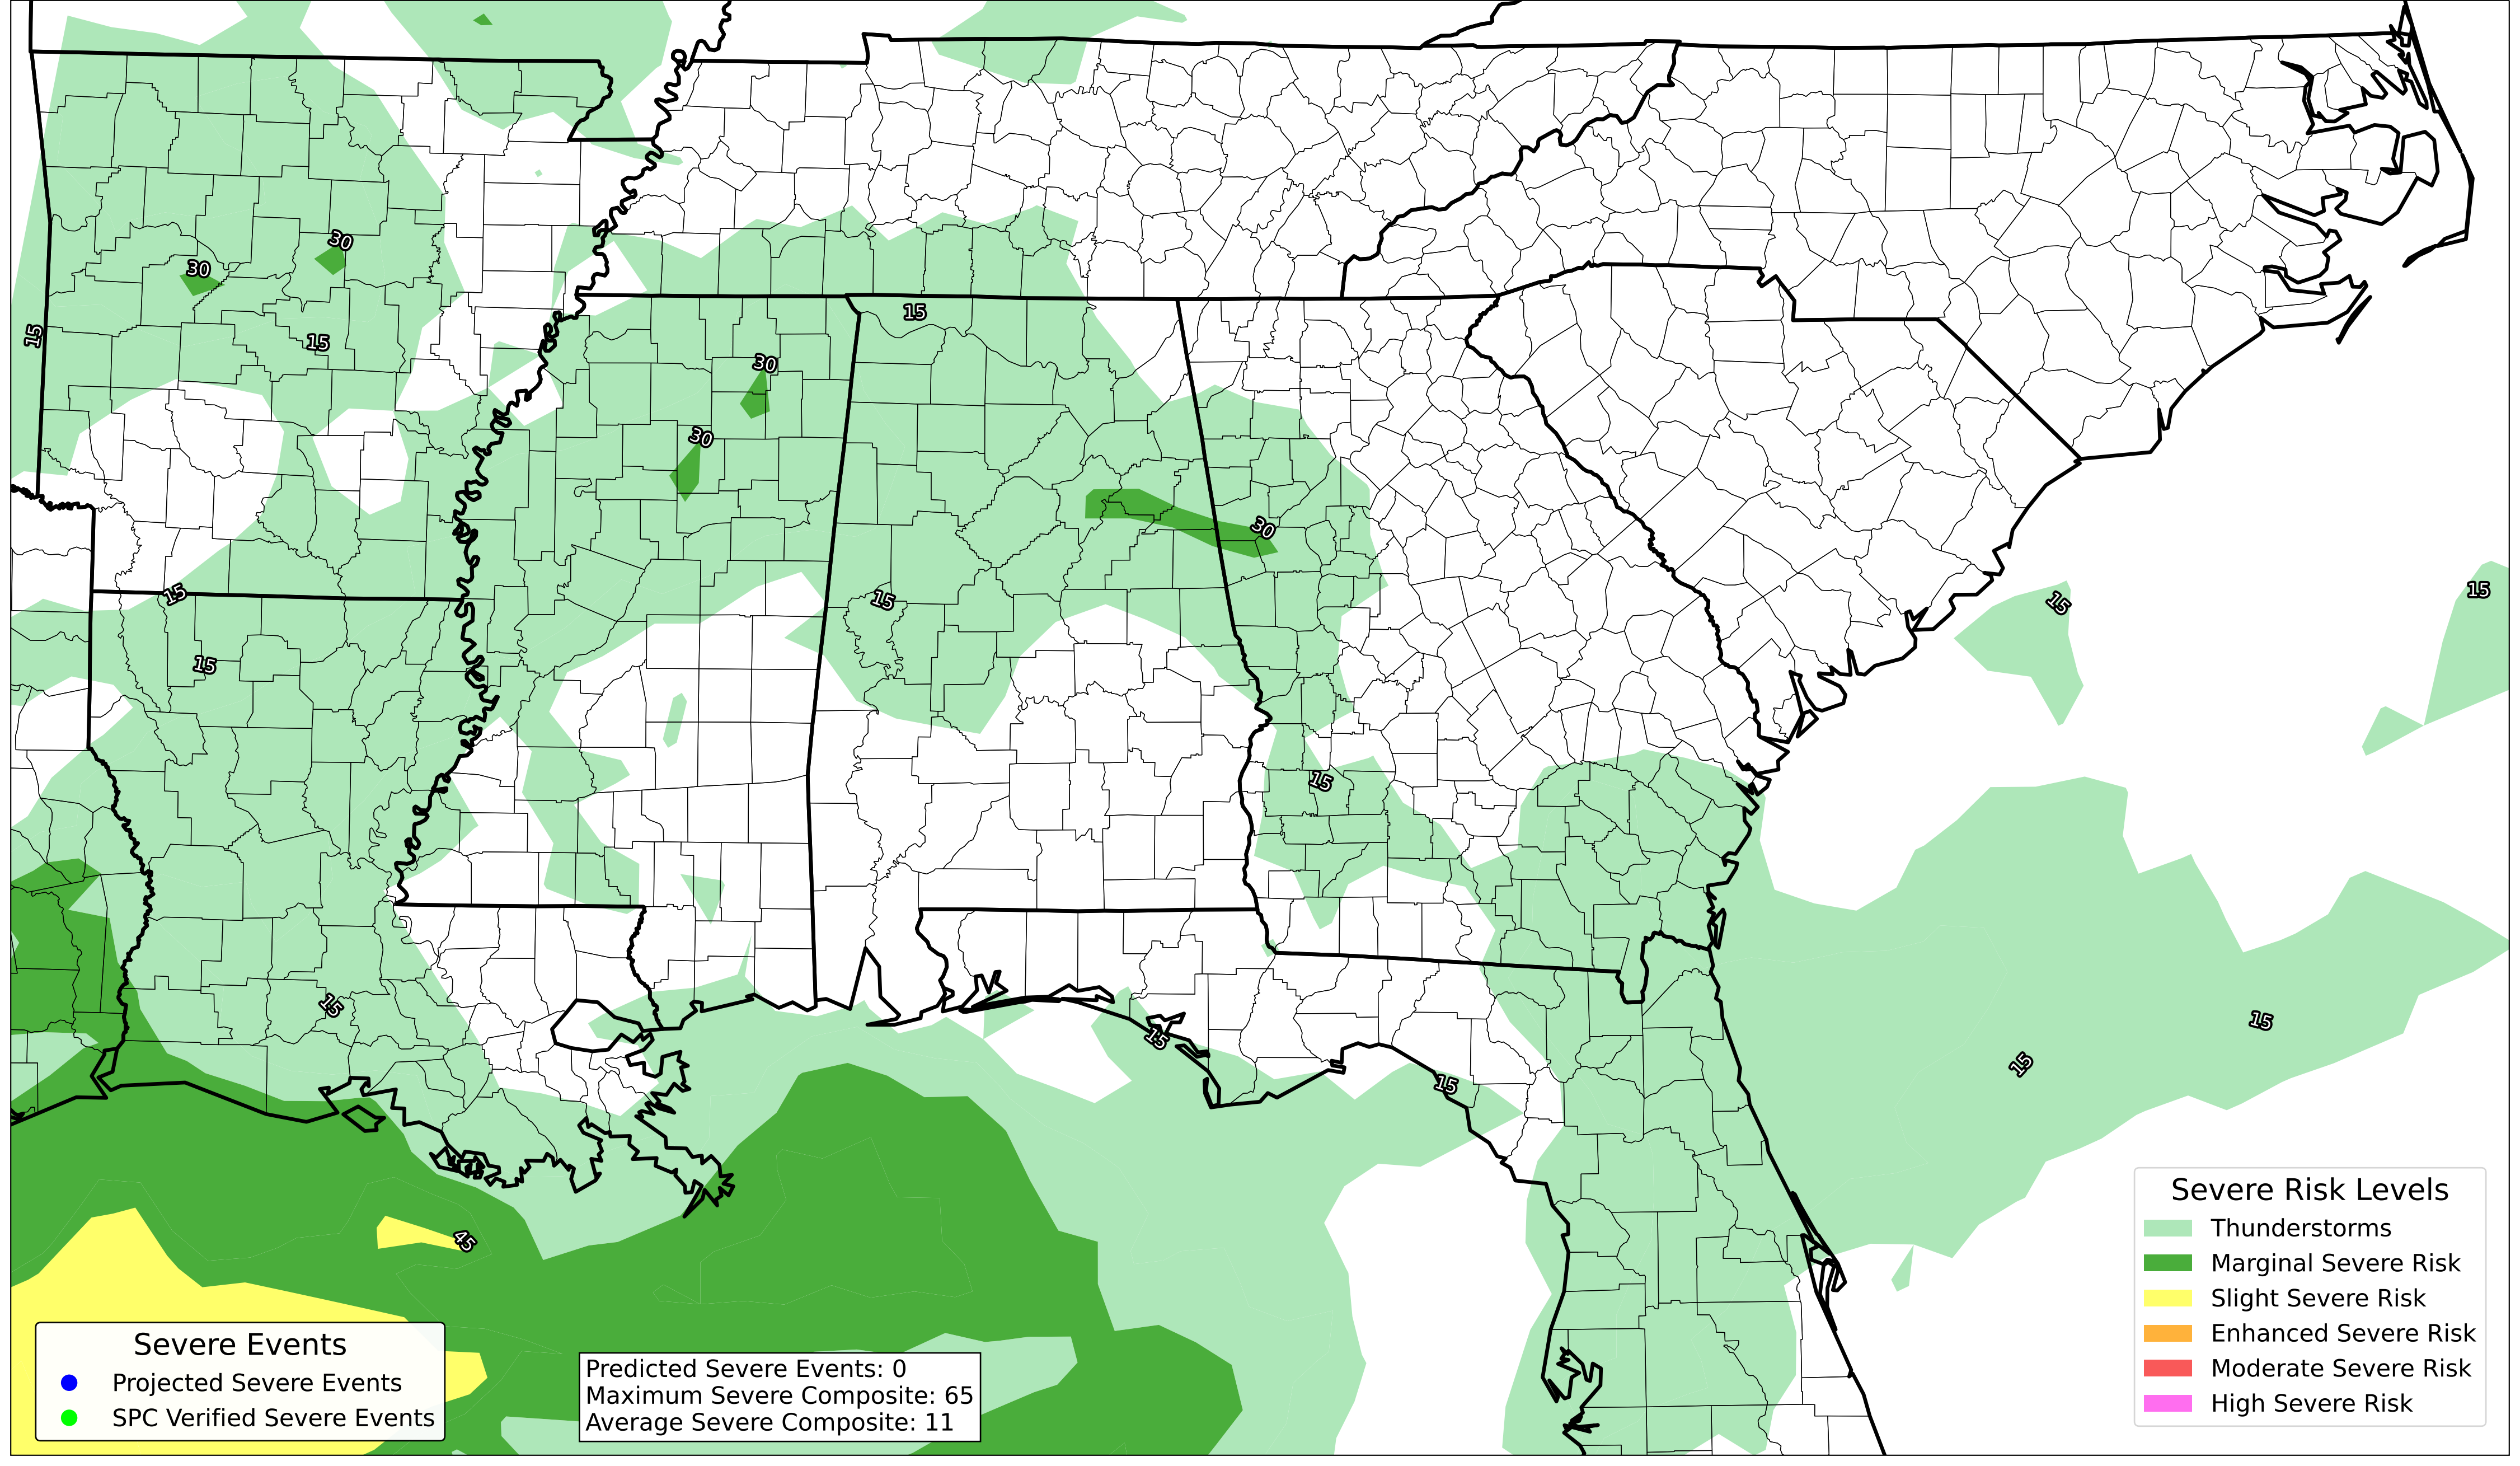 30
30
15
15
15
30
30
30
15
15
15
15
15
15
15
15
15
15
15
45
Severe Risk Levels
Thunderstorms
Marginal Severe Risk
Slight Severe Risk
Enhanced Severe Risk
Moderate Severe Risk
High Severe Risk
Severe Events
Projected Severe Events
SPC Verified Severe Events
Predicted Severe Events: 0
Maximum Severe Composite: 65
Average Severe Composite: 11